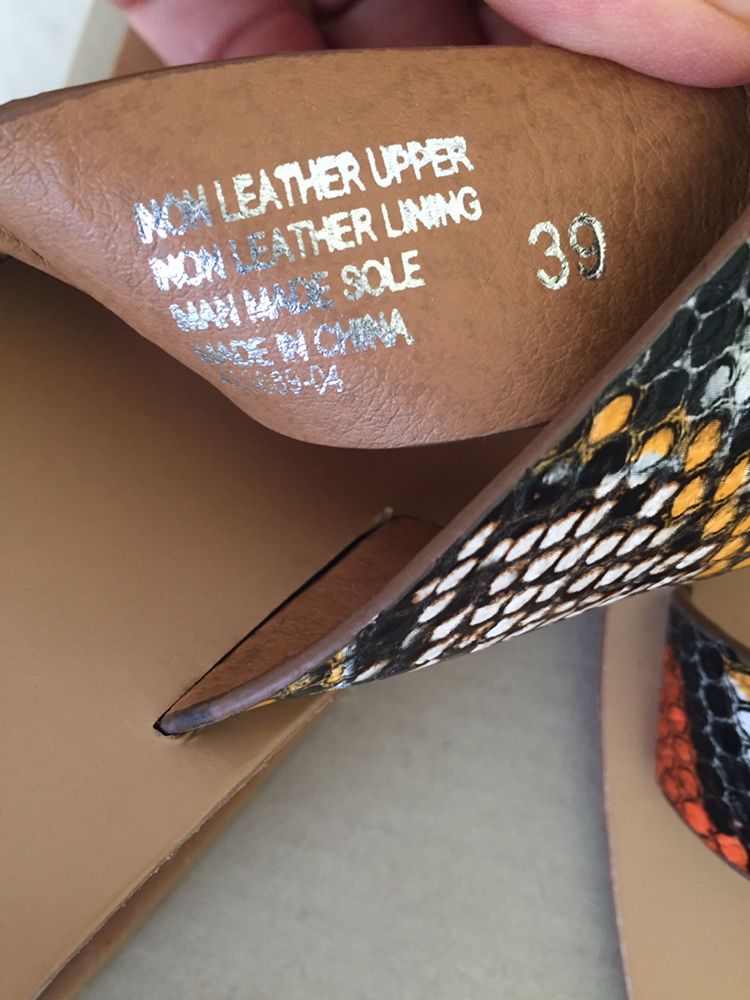 NON LEATHER UPPER
NON LEATHER LINING
MAN MADE SOLE
MADE IN CHINA
39